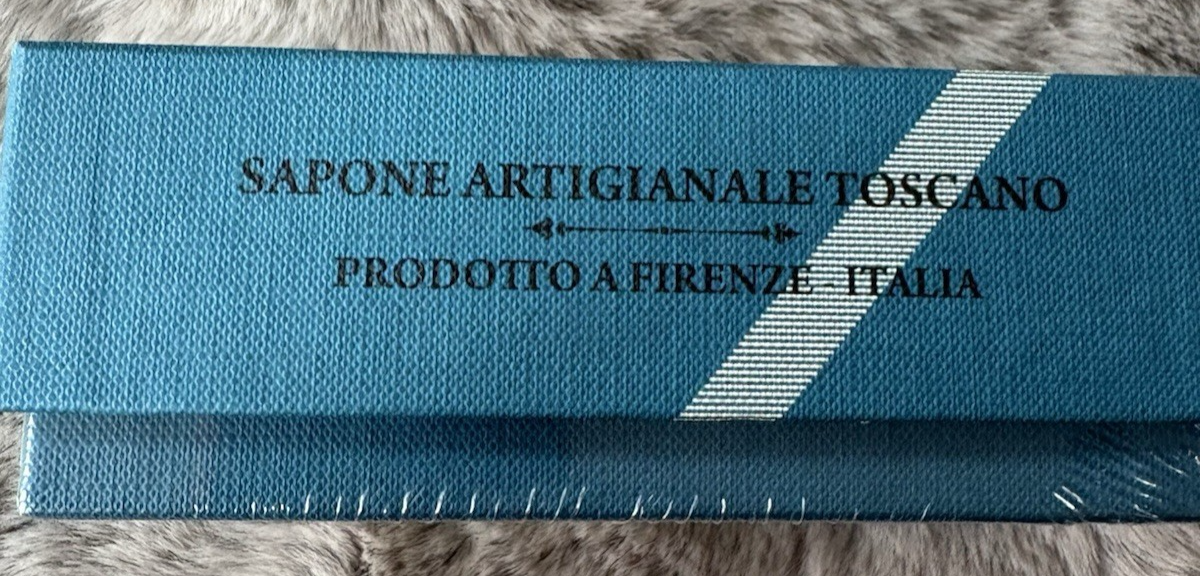 SAPONE ARTIGIANALE TOSCANO
PRODOTTO A FIRENZE - ITALIA